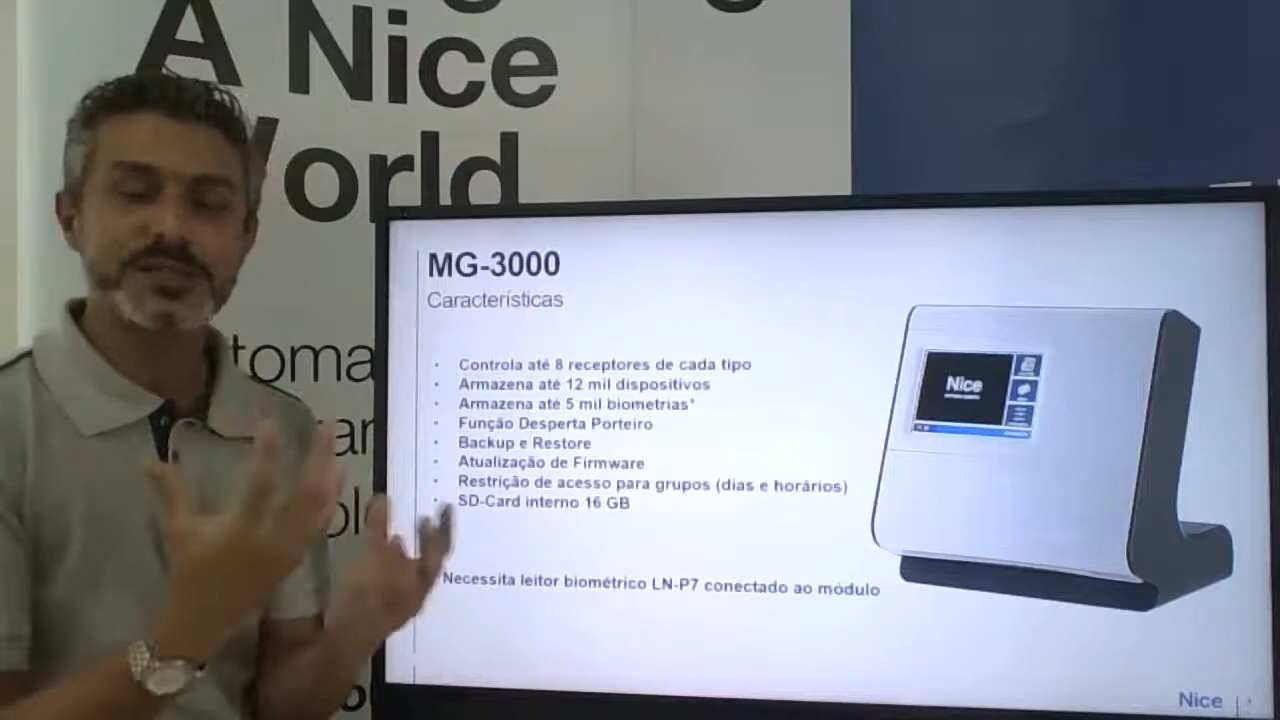 A Nice
World
MG-3000
Características
• Controla até 8 receptores de cada tipo
• Armazena até 12 mil dispositivos
• Armazena até 5 mil biometrias*
• Função Desperta Porteiro
• Backup e Restore
• Atualização de Firmware
• Restrição de acesso para grupos (dias e horários)
• SD-Card interno 16 GB
Necessita leitor biométrico LN-P7 conectado ao módulo
Nice
Nice
toma